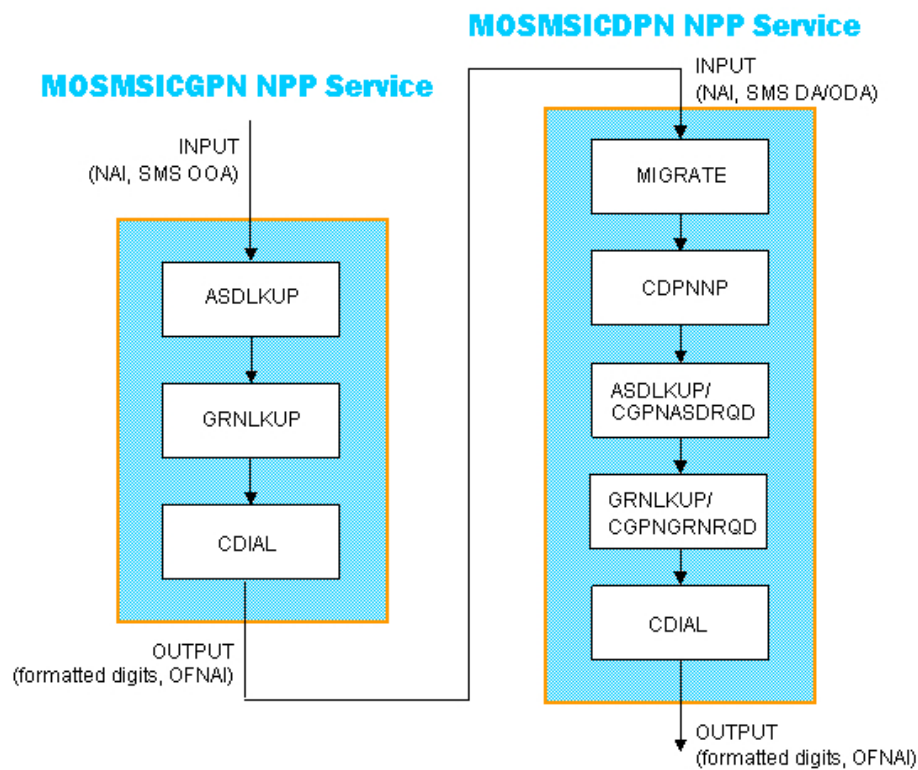 MOSMSICGPN NPP Service
INPUT
(NAI, SMS OOA)
ASDLKUP
GRNLKUP
CDIAL
OUTPUT
(formatted digits, OFNAI)
MOSMSICDPN NPP Service
INPUT
(NAI, SMS DA/ODA)
MIGRATE
CDPNNP
ASDLKUP/
CGPNASDRQD
GRNLKUP/
CGPNGRNRQD
CDIAL
OUTPUT
(formatted digits, OFNAI)